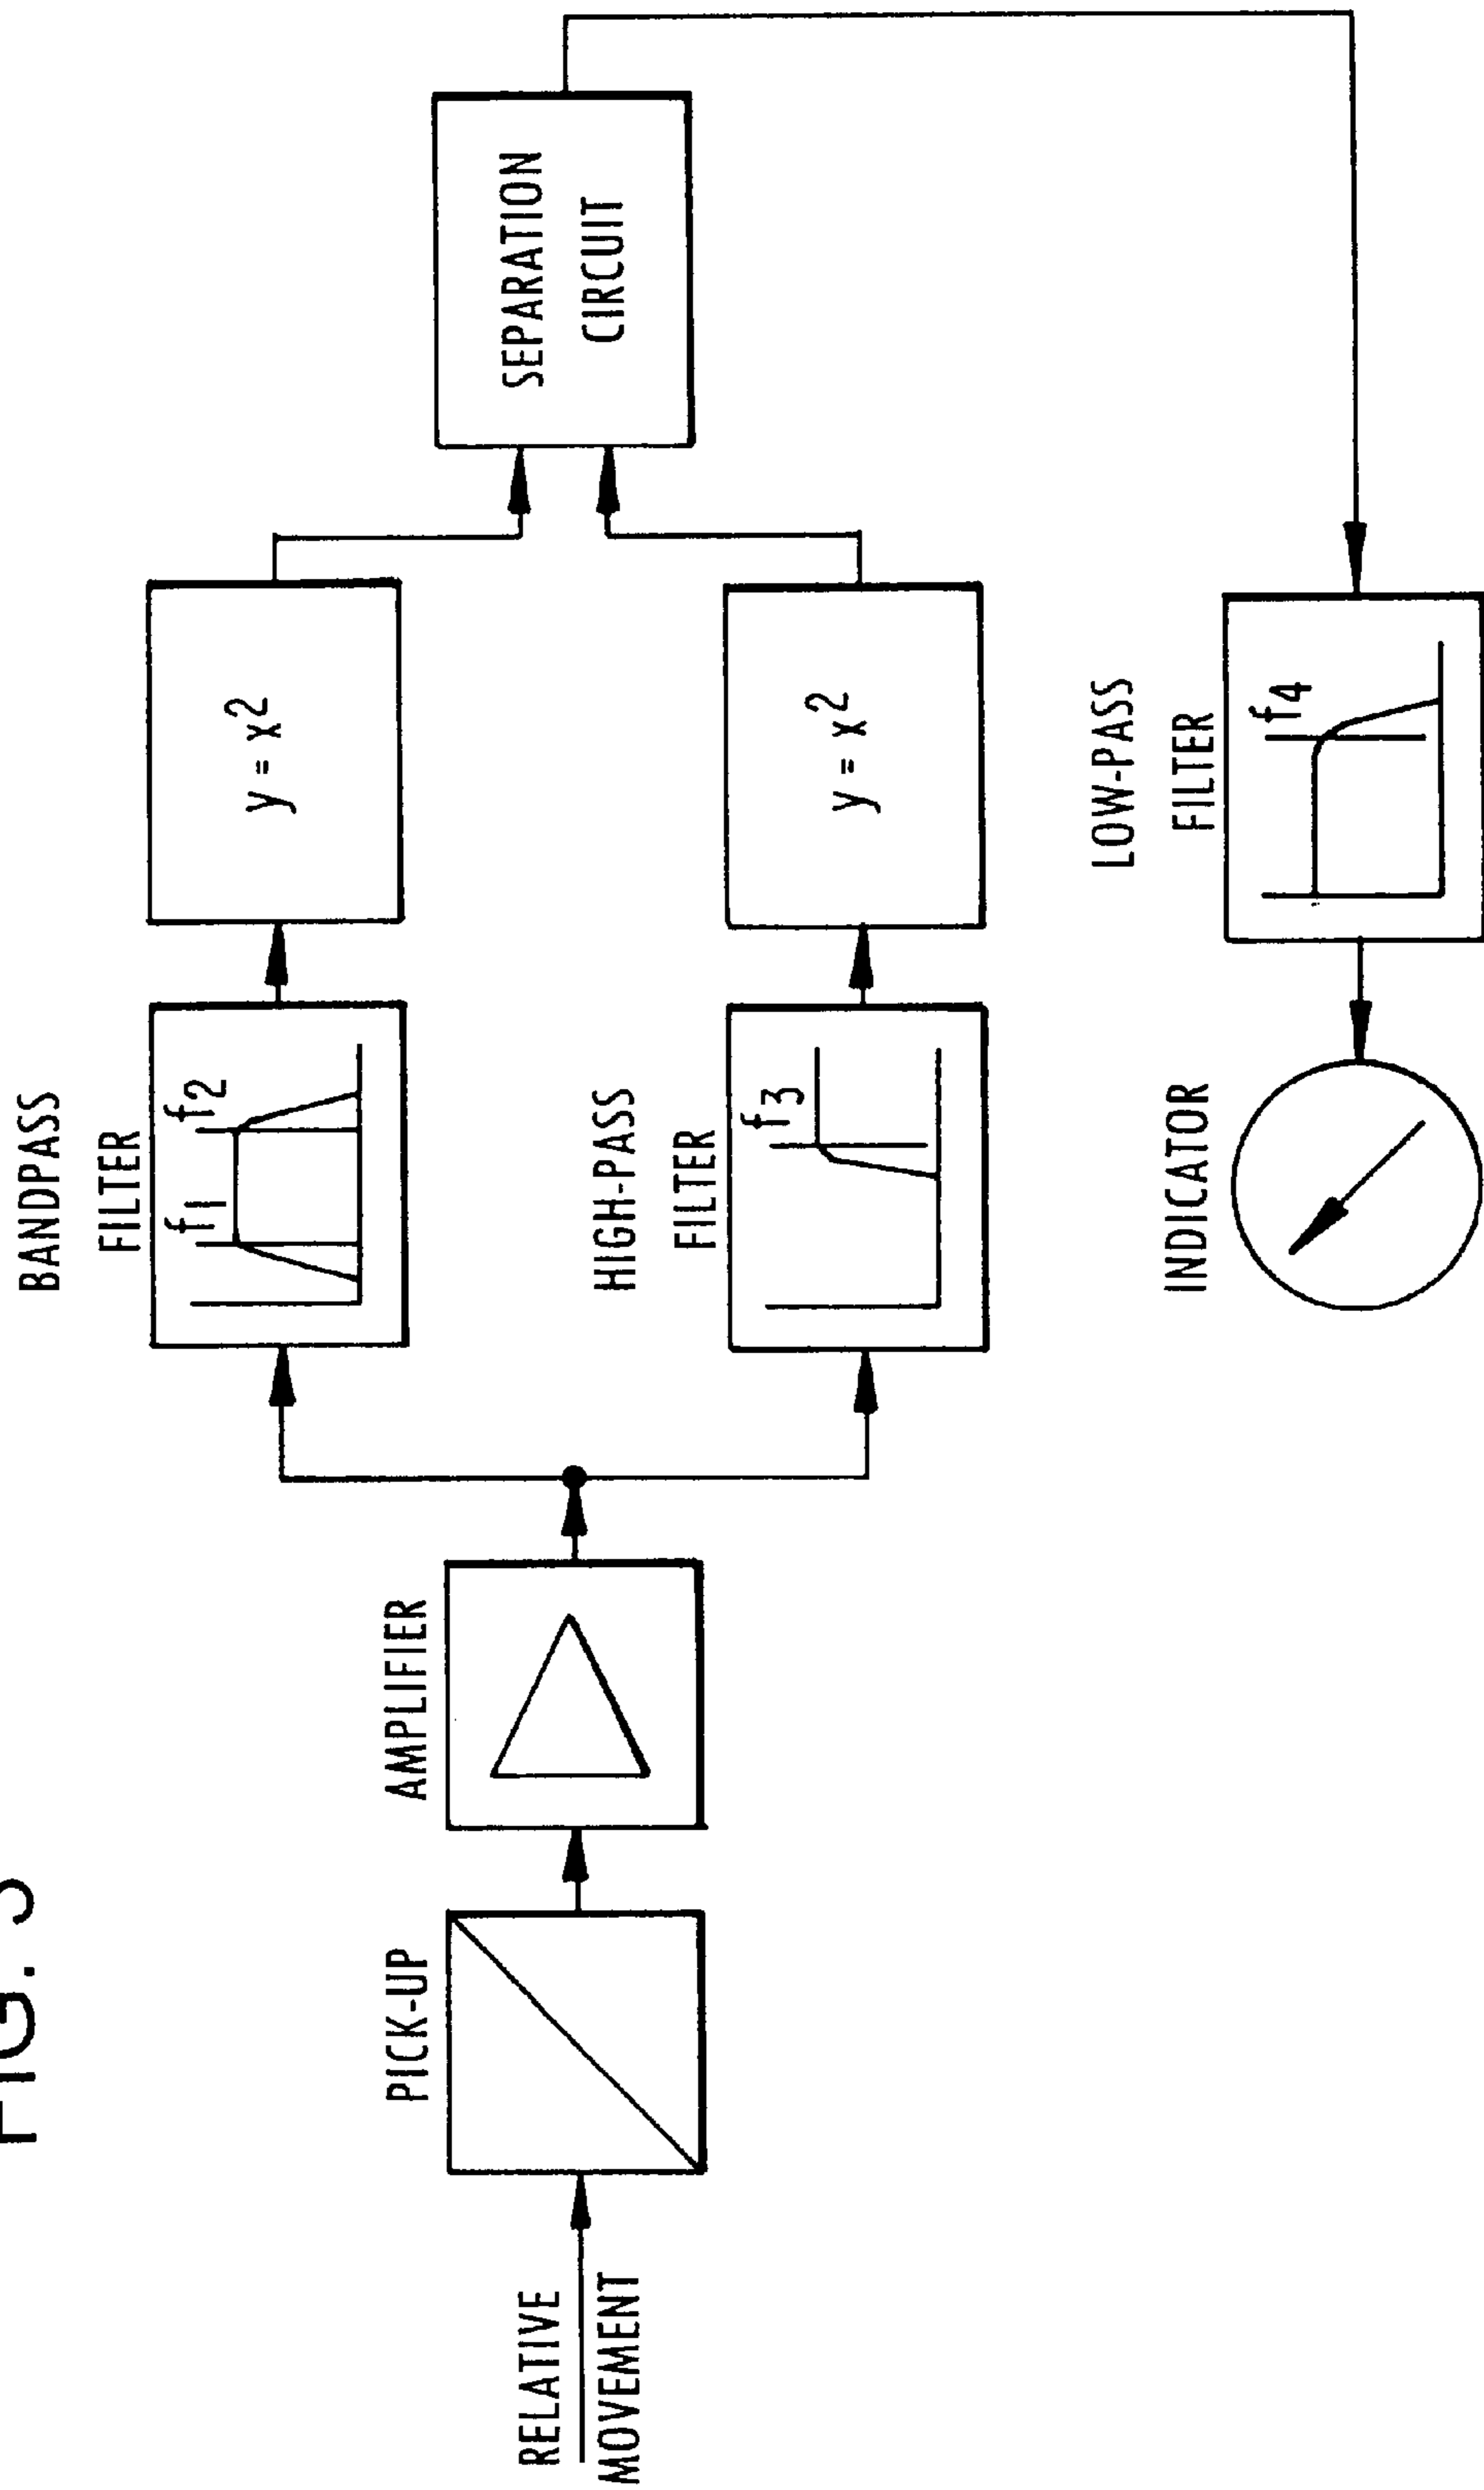 FIG.
RELATIVE
MOVEMENT
PICK-UP
AMPLIFIER
BANDPASS
FILTER
f1
f2
y = x2
HIGH-PASS
FILTER
f3
y = x2
SEPARATION
CIRCUIT
LOW-PASS
FILTER
f4
INDICATOR